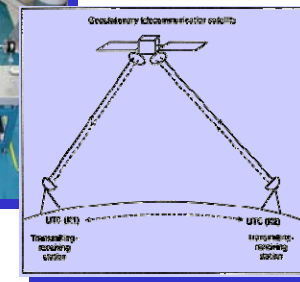 Geostationary telecommunication satellite
UTC (K1)
UTC (K2)
Transmitting-
receiving
station
Transmitting-
receiving
station